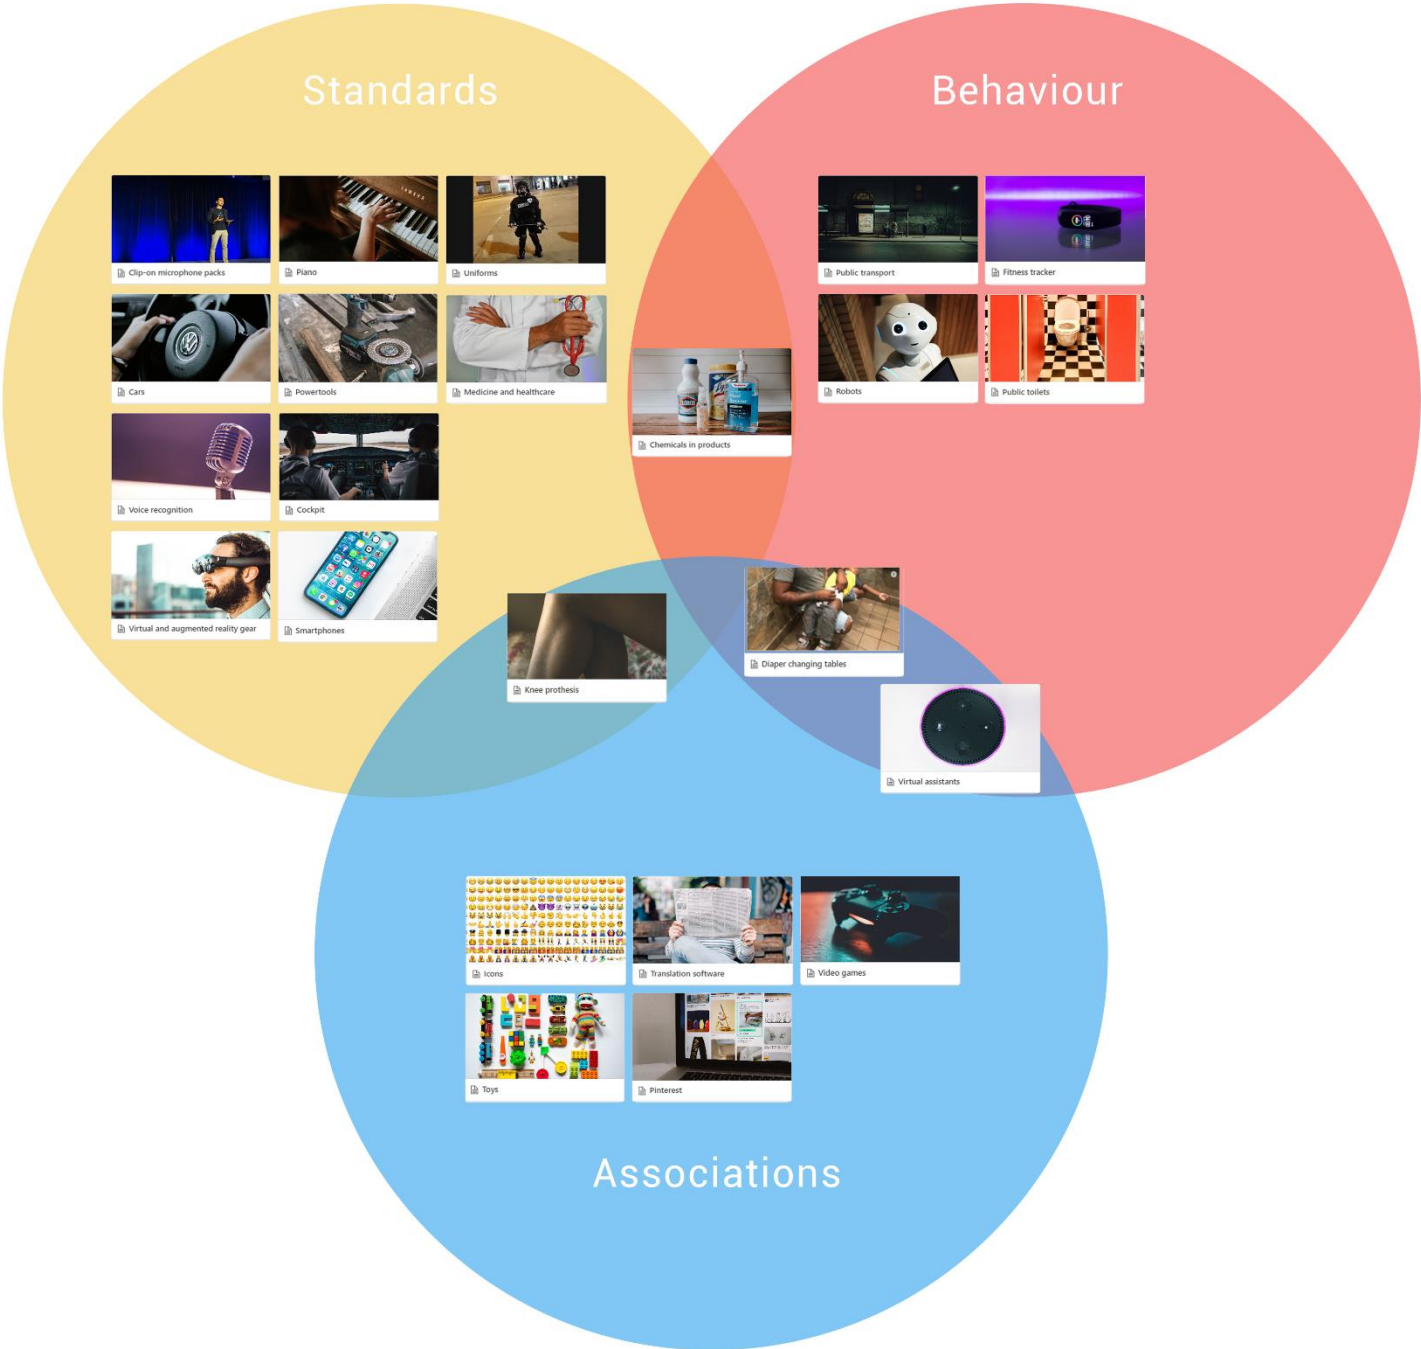 Standards
Behaviour
Clip-on microphone packs
Piano
Uniforms
Public transport
Fitness tracker
Cars
Powertools
Medicine and healthcare
Robots
Public toilets
Chemicals in products
Voice recognition
Cockpit
Virtual and augmented reality gear
Smartphones
Diaper changing tables
Knee prothesis
Virtual assistants
Icons
Translation software
Video games
Toys
Pinterest
Associations